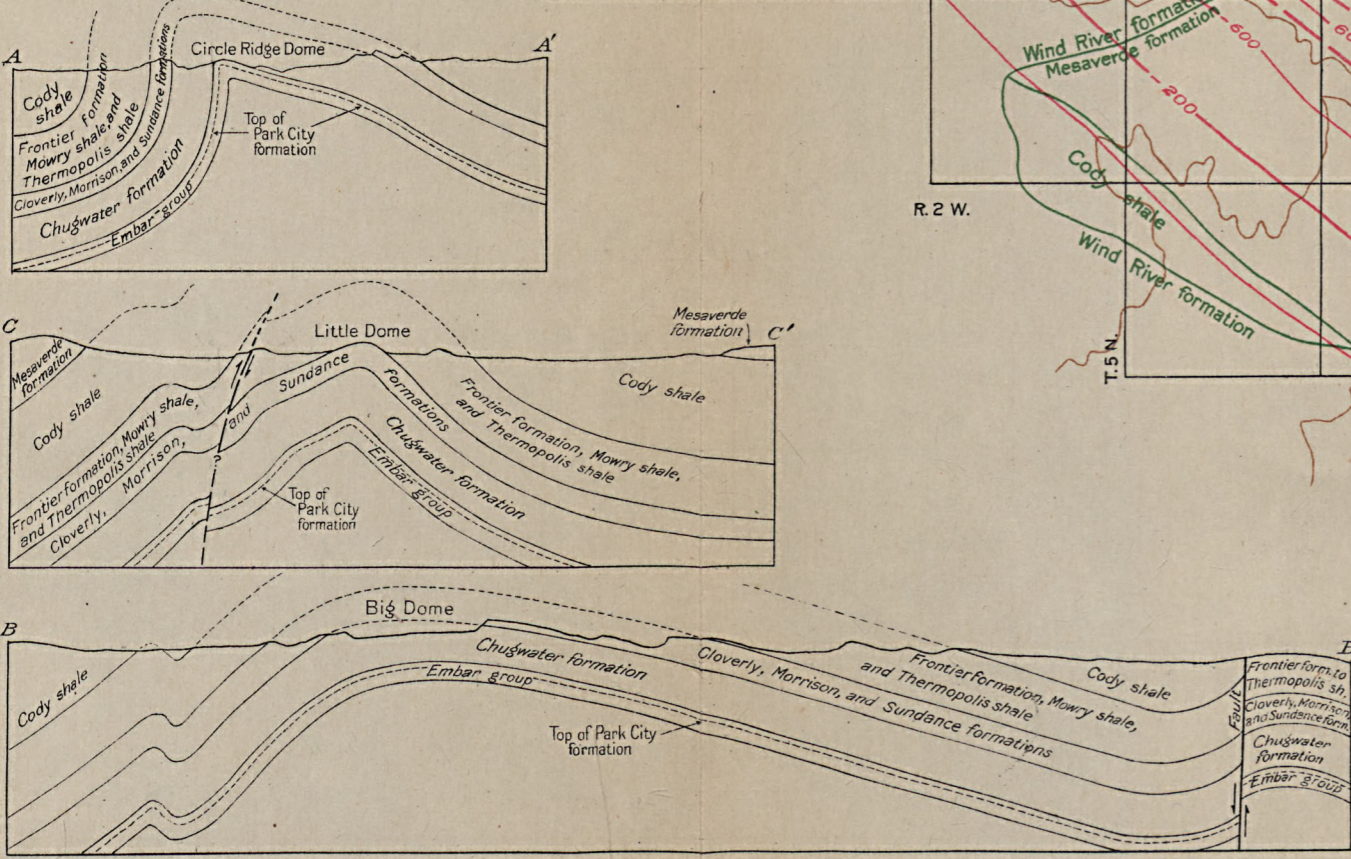 A
A'
Circle Ridge Dome
Cody
shale
Frontier formation
Mowry shale, and
Thermopolis shale
Cloverly, Morrison, and Sundance formations
Chugwater formation
Embar group
Top of
Park City
formation
Wind River formation
Mesaverde formation
600
200
Cody shale
Wind River formation
R. 2 W.
T. 5 N.
C
C'
Little Dome
Mesaverde
formation
Mesaverde
formation
Cody shale
Frontier formation, Mowry shale,
and Thermopolis shale
Cloverly, Morrison, and Sundance formations
?
Chugwater formation
Embar group
Top of
Park City
formation
Frontier formation, Mowry shale,
and Thermopolis shale
Cody shale
B
Big Dome
Cody shale
Chugwater formation
Embar group
Top of Park City
formation
Cloverly, Morrison, and Sundance formations
Frontier formation, Mowry shale,
and Thermopolis shale
Cody shale
Fault
Frontier form. to
Thermopolis sh.
Cloverly, Morrison,
and Sundance form.
Chugwater
formation
Embar group